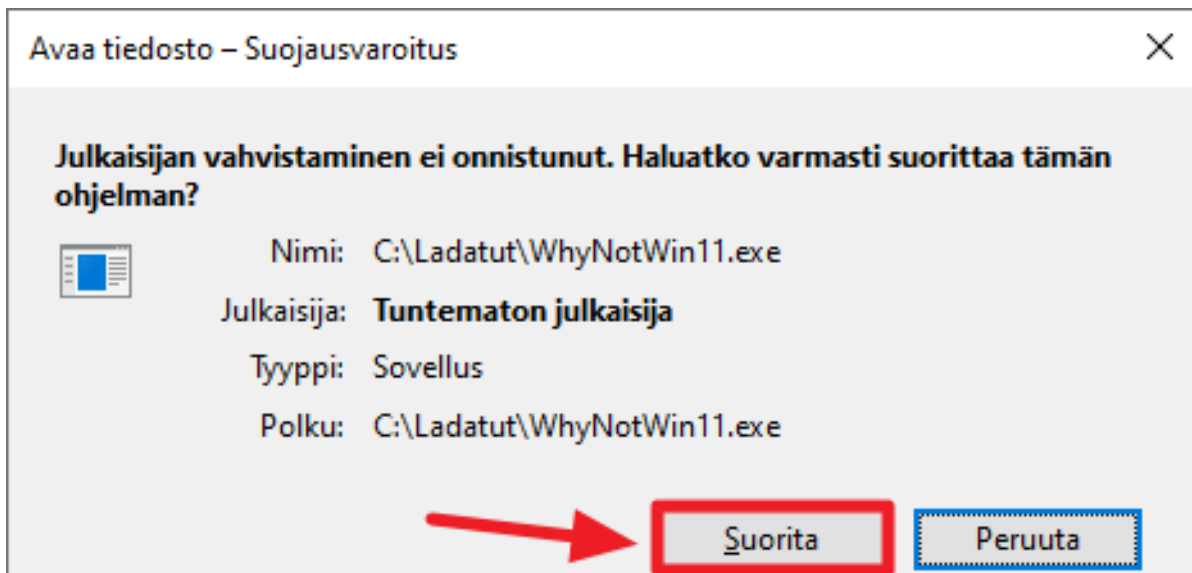 Avaa tiedosto – Suojausvaroitus
Julkaisijan vahvistaminen ei onnistunut. Haluatko varmasti suorittaa tämän
ohjelman?
Nimi: C:\Ladatut\WhyNotWin11.exe
Julkaisija: Tuntematon julkaisija
Tyyppi: Sovellus
Polku: C:\Ladatut\WhyNotWin11.exe
Suorita Peruuta